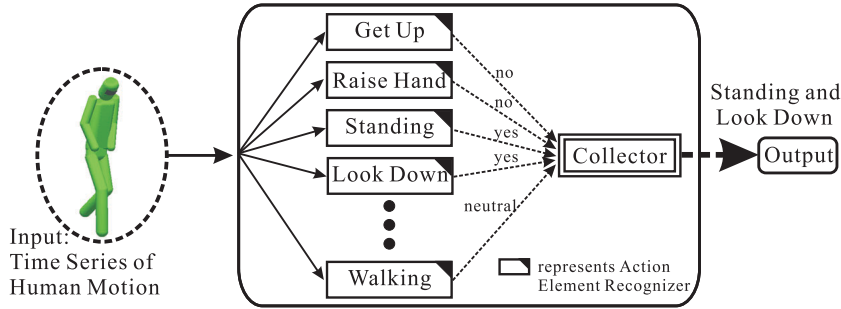 Get Up
Raise Hand
Standing
Look Down
Walking
no
no
yes
yes
neutral
Collector
Standing and
Look Down
Output
Input:
Time Series of
Human Motion
represents Action
Element Recognizer